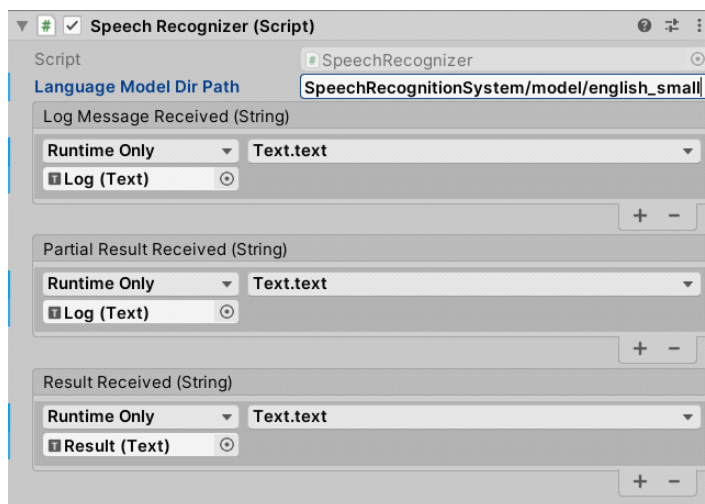 Speech Recognizer (Script)
Script SpeechRecognizer
Language Model Dir Path SpeechRecognitionSystem/model/english_small
Log Message Received (String)
Runtime Only Text.text
Log (Text)
+ −
Partial Result Received (String)
Runtime Only Text.text
Log (Text)
+ −
Result Received (String)
Runtime Only Text.text
Result (Text)
+ −